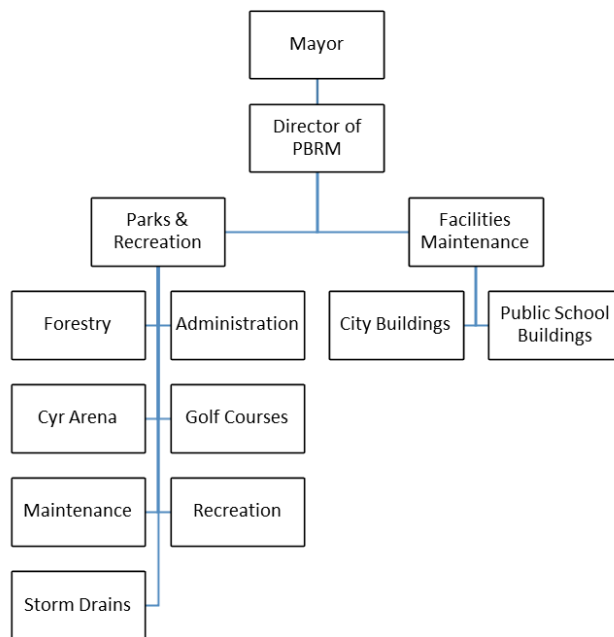 Mayor
Director of
PBRM
Parks &
Recreation
Facilities
Maintenance
Forestry
Administration
City Buildings
Public School
Buildings
Cyr Arena
Golf Courses
Maintenance
Recreation
Storm Drains